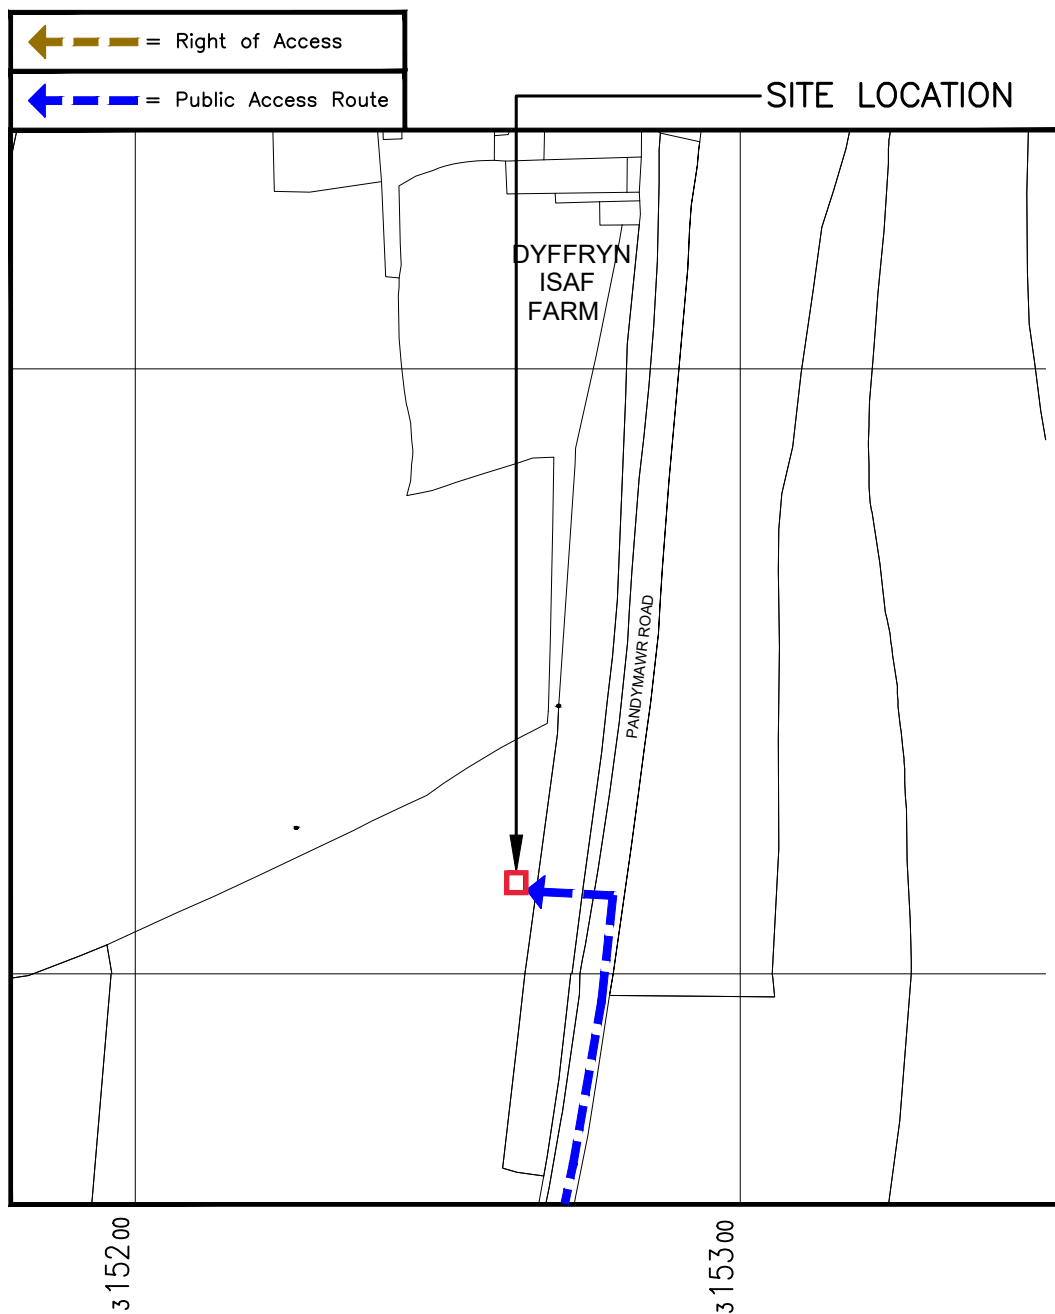 = Right of Access
= Public Access Route
SITE LOCATION
DYFFRYN
ISAF
FARM
PANDYMAWR ROAD
315200
315300